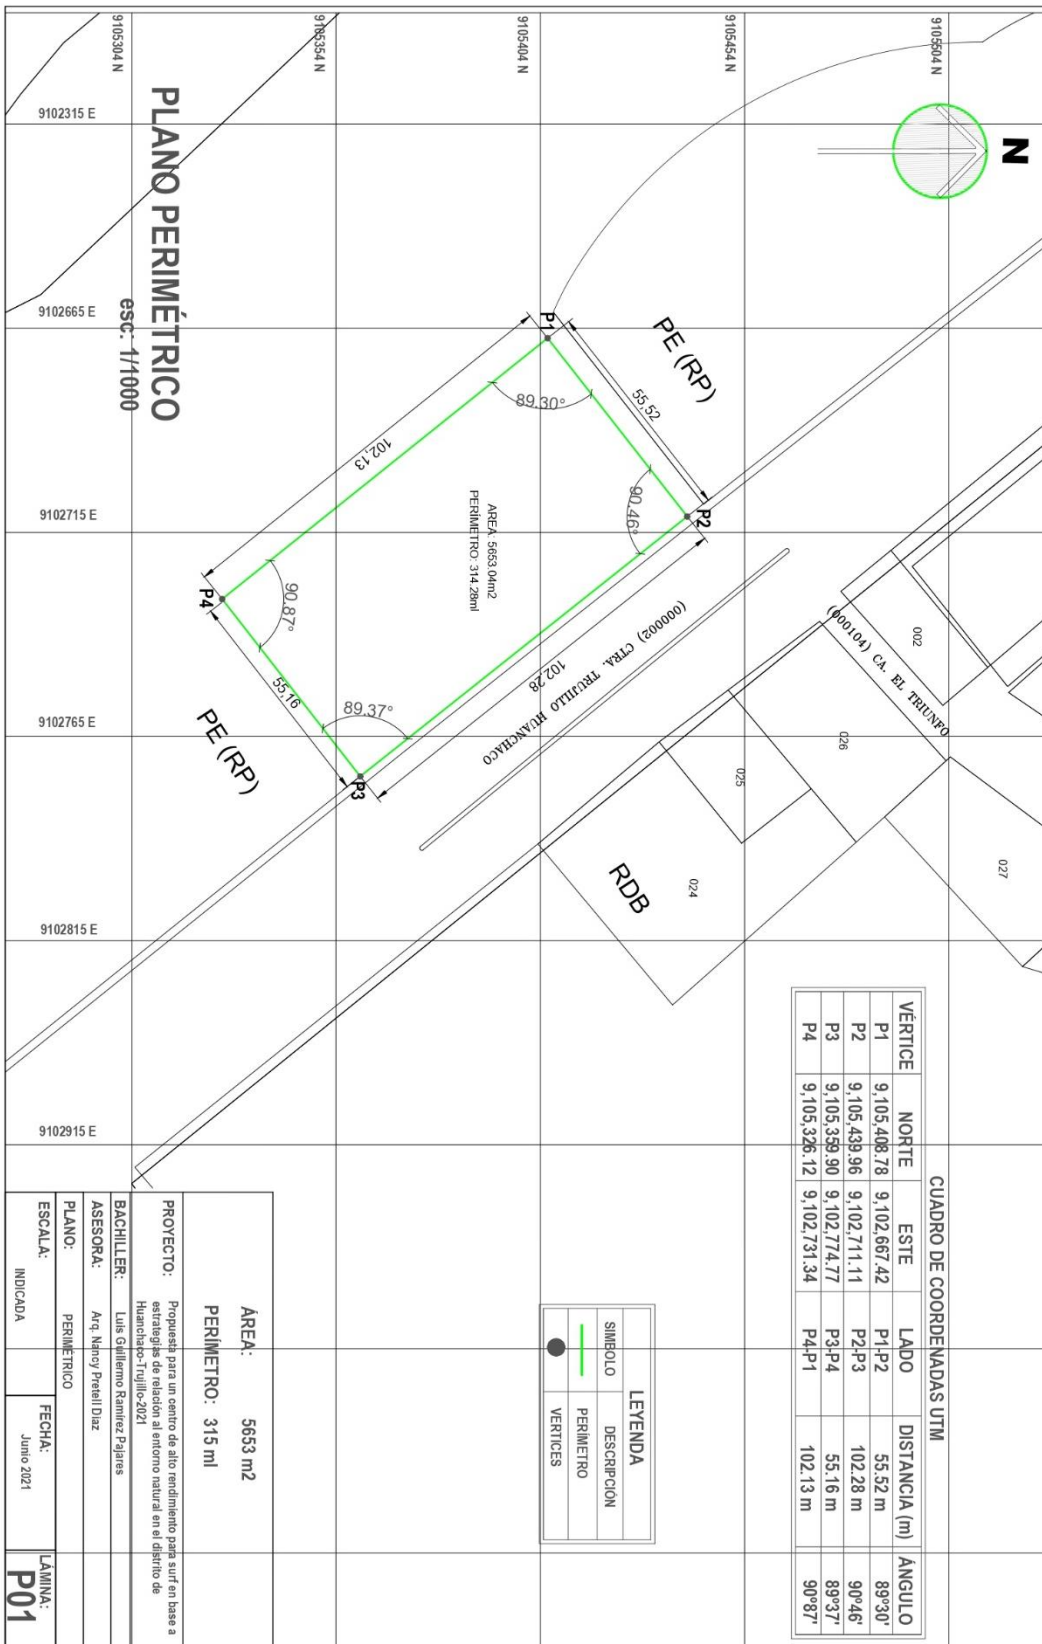 N
9105304 N
9105354 N
9105404 N
9105454 N
9105504 N
9102315 E
9102665 E
9102715 E
9102765 E
9102815 E
9102915 E
PLANO PERIMÉTRICO
esc: 1/1000
P1
P2
P3
P4
PE (RP)
55,52
102,13
102,28
55,16
89.30°
90.46°
90.87°
89.37°
AREA: 5653.04m2
PERÍMETRO: 314.28ml
PE (RP)
(000002) CTRA. TRUJILLO HUANCHACO
(000104) CA. EL TRIUNFO
002
026
025
024
027
RDB
CUADRO DE COORDENADAS UTM
VÉRTICE NORTE ESTE LADO DISTANCIA (m) ÁNGULO
P1 9,105,408.78 9,102,667.42 P1-P2 55.52 m 89°30'
P2 9,105,439.96 9,102,711.11 P2-P3 102.28 m 90°46'
P3 9,105,359.90 9,102,774.77 P3-P4 55.16 m 89°37'
P4 9,105,326.12 9,102,731.34 P4-P1 102.13 m 90°87'
LEYENDA
SIMBOLO DESCRIPCIÓN
PERÍMETRO
VERTICES
ÁREA: 5653 m2
PERÍMETRO: 315 ml
PROYECTO: Propuesta para un centro de alto rendimiento para surf en base a
estrategias de relación al entorno natural en el distrito de
Huanchaco-Trujillo-2021
BACHILLER: Luis Guillermo Ramírez Pajares
ASESORA: Arq. Nancy Pretell Diaz
PLANO: PERIMÉTRICO
ESCALA: INDICADA
FECHA: Junio 2021
LÁMINA:
P01